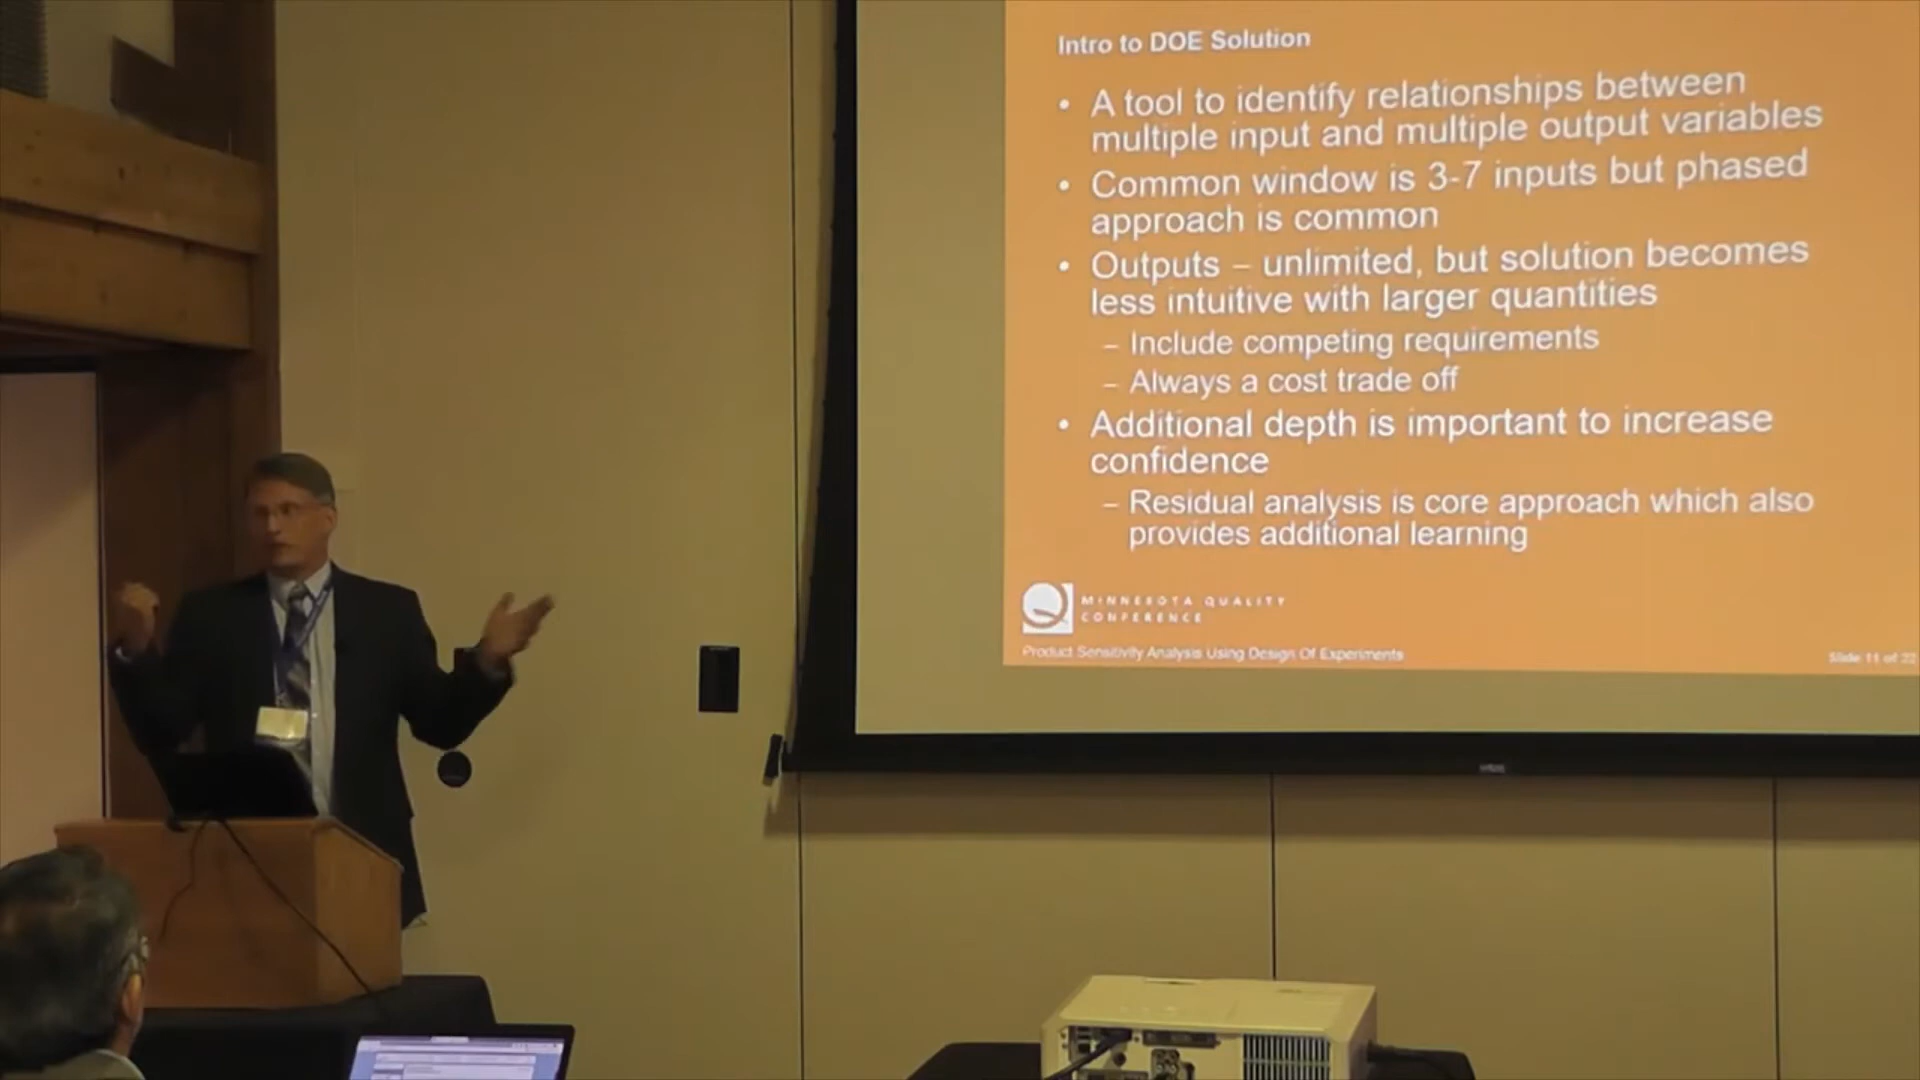 Intro to DOE Solution
• A tool to identify relationships between
multiple input and multiple output variables
• Common window is 3-7 inputs but phased
approach is common
• Outputs – unlimited, but solution becomes
less intuitive with larger quantities
– Include competing requirements
– Always a cost trade off
• Additional depth is important to increase
confidence
– Residual analysis is core approach which also
provides additional learning
MINNESOTA QUALITY
CONFERENCE
Product Sensitivity Analysis Using Design Of Experiments
Slide 11 of 22